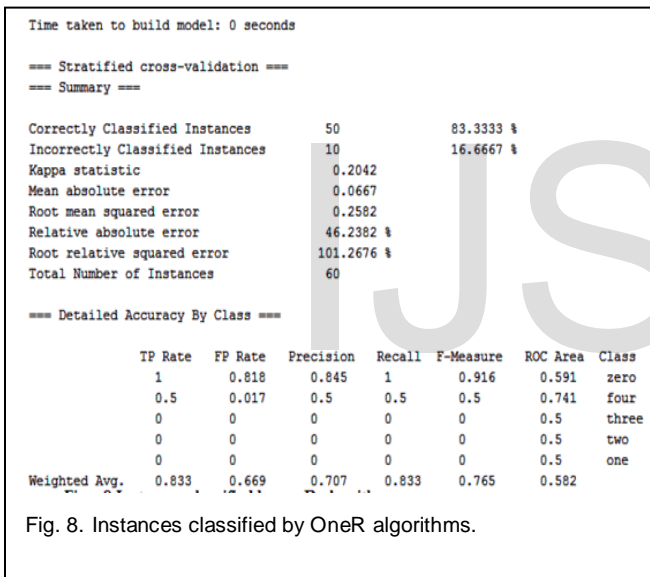 Time taken to build model: 0 seconds
=== Stratified cross-validation ===
=== Summary ===
Correctly Classified Instances 50 83.3333 %
Incorrectly Classified Instances 10 16.6667 %
Kappa statistic 0.2042
Mean absolute error 0.0667
Root mean squared error 0.2582
Relative absolute error 46.2382 %
Root relative squared error 101.2676 %
Total Number of Instances 60
=== Detailed Accuracy By Class ===
TP Rate FP Rate Precision Recall F-Measure ROC Area Class
1 0.818 0.845 1 0.916 0.591 zero
0.5 0.017 0.5 0.5 0.5 0.741 four
0 0 0 0 0 0.5 three
0 0 0 0 0 0.5 two
0 0 0 0 0 0.5 one
Weighted Avg. 0.833 0.669 0.707 0.833 0.765 0.582
Fig. 8. Instances classified by OneR algorithms.
IJS